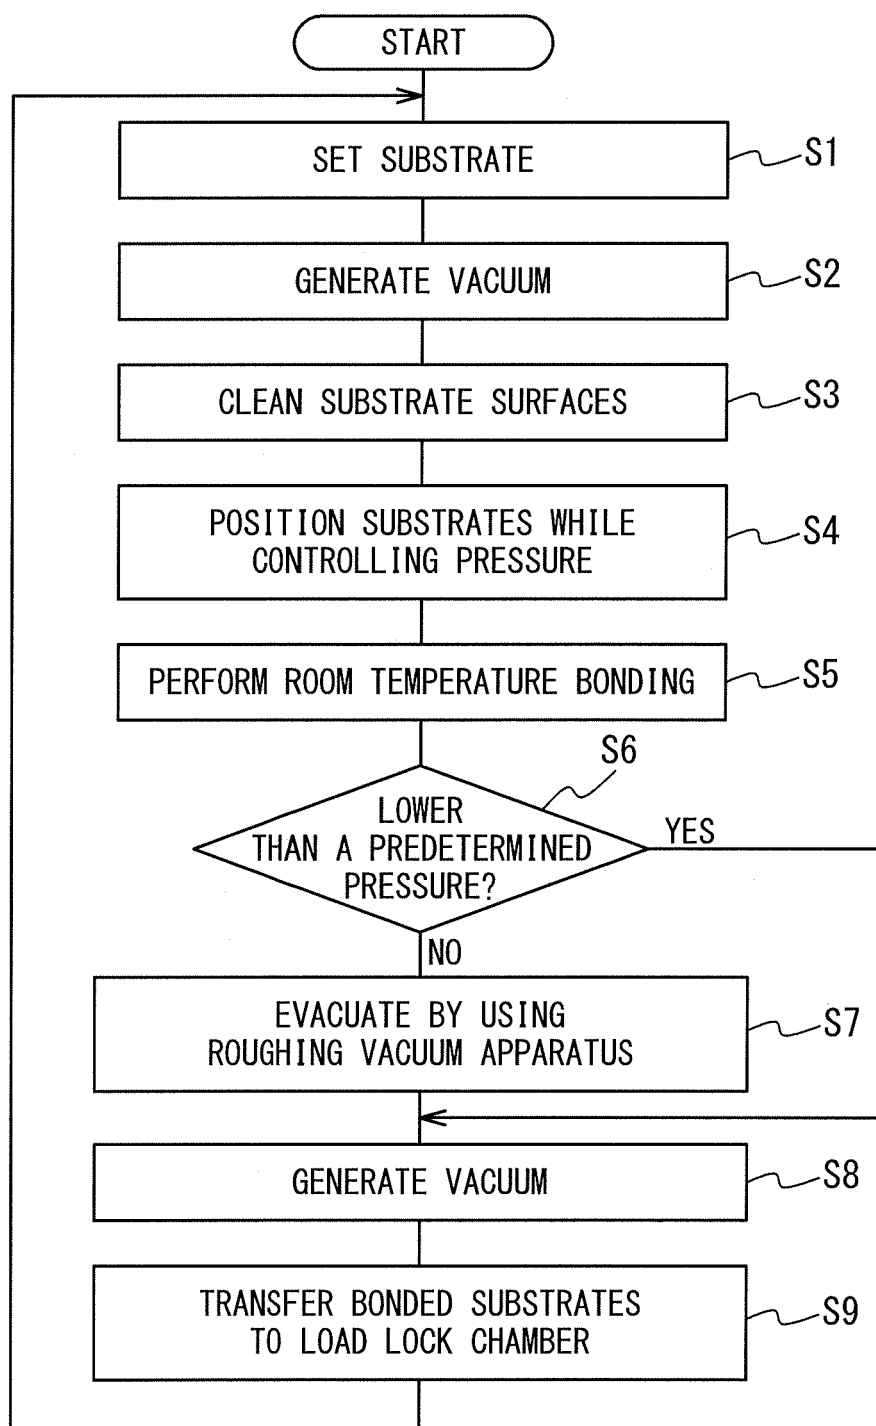 START
SET SUBSTRATE
S1
GENERATE VACUUM
S2
CLEAN SUBSTRATE SURFACES
S3
POSITION SUBSTRATES WHILE
CONTROLLING PRESSURE
S4
PERFORM ROOM TEMPERATURE BONDING
S5
S6
LOWER
THAN A PREDETERMINED
PRESSURE?
YES
NO
EVACUATE BY USING
ROUGHING VACUUM APPARATUS
S7
GENERATE VACUUM
S8
TRANSFER BONDED SUBSTRATES
TO LOAD LOCK CHAMBER
S9